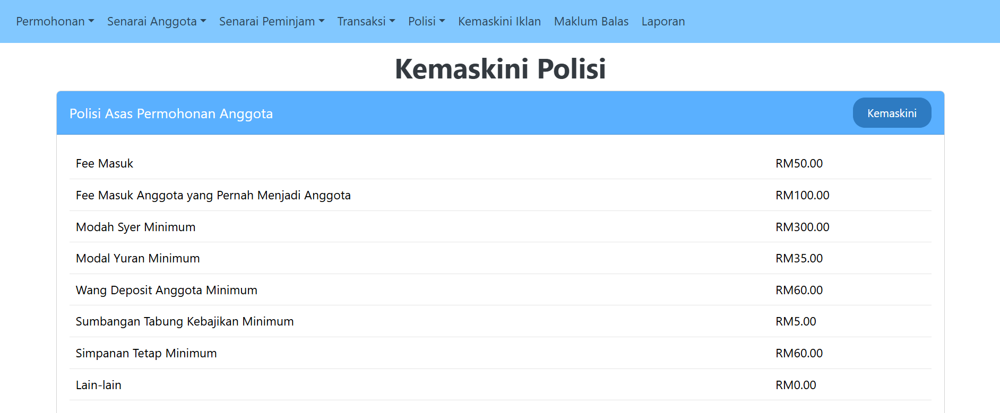 Permohonan Senarai Anggota Senarai Peminjam Transaksi Polisi Kemaskini Iklan Maklum Balas Laporan
Kemaskini Polisi
Polisi Asas Permohonan Anggota Kemaskini
Fee Masuk RM50.00
Fee Masuk Anggota yang Pernah Menjadi Anggota RM100.00
Modah Syer Minimum RM300.00
Modal Yuran Minimum RM35.00
Wang Deposit Anggota Minimum RM60.00
Sumbangan Tabung Kebajikan Minimum RM5.00
Simpanan Tetap Minimum RM60.00
Lain-lain RM0.00